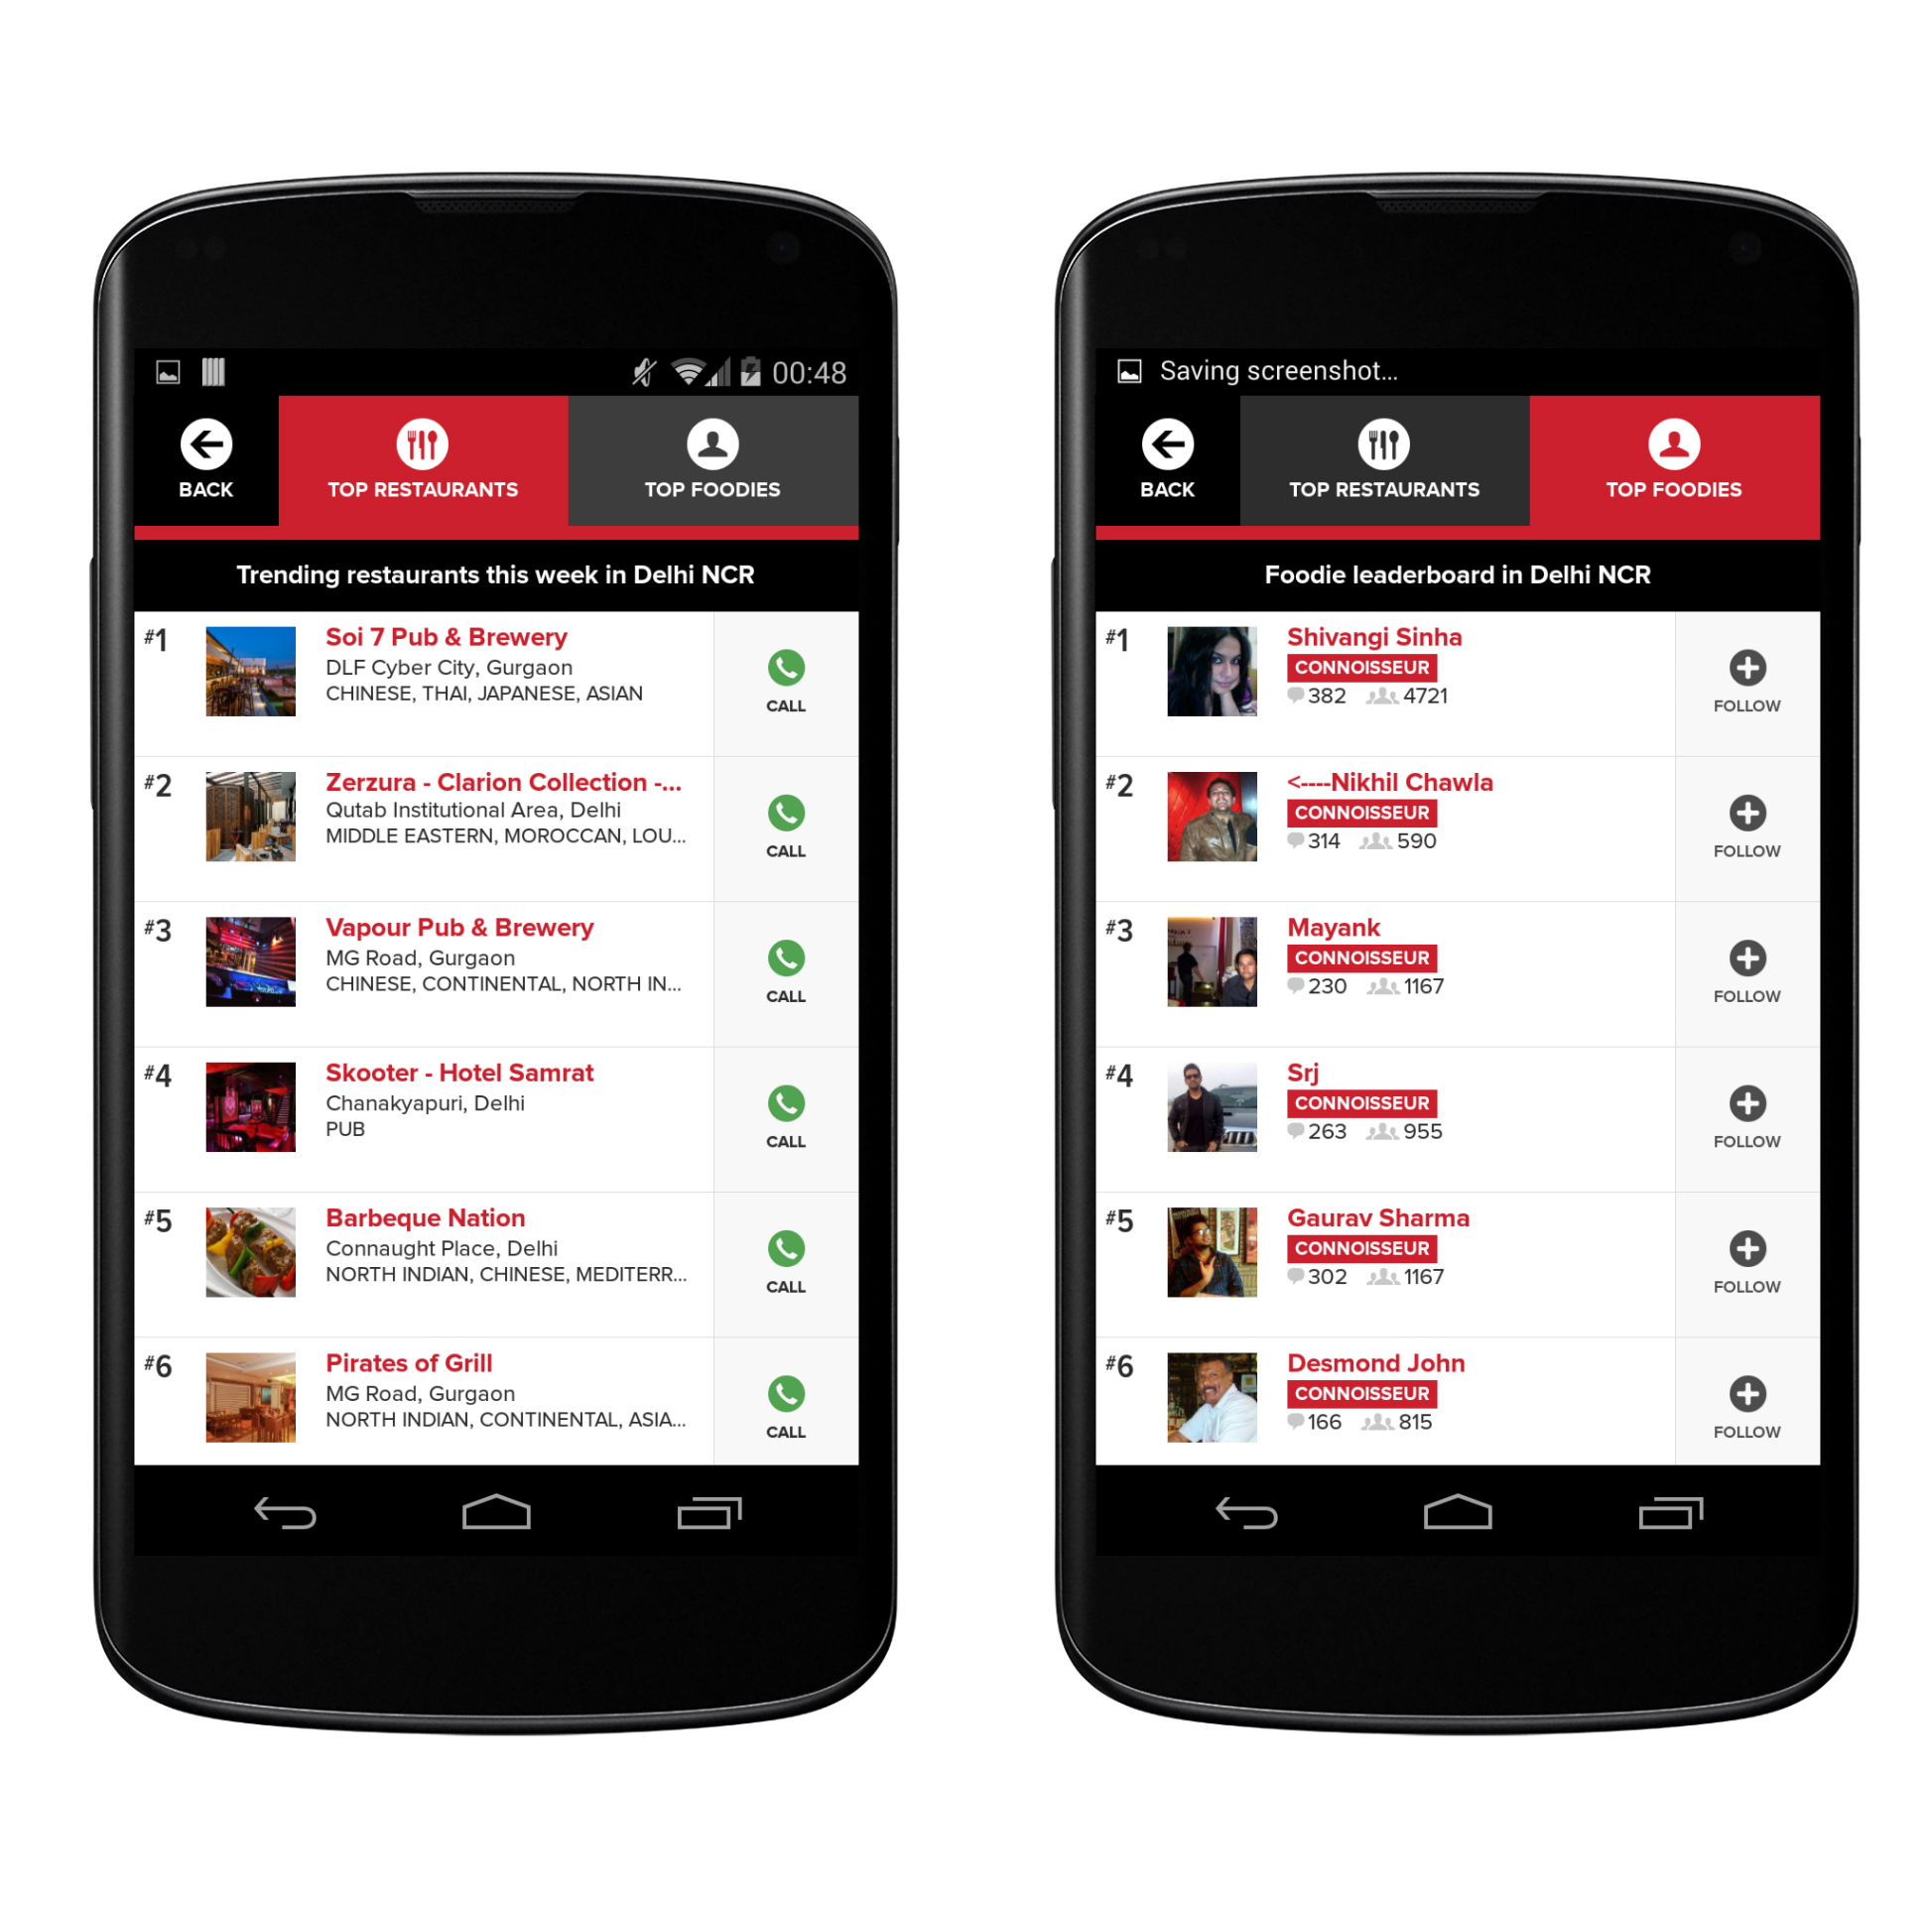 00:48
BACK
TOP RESTAURANTS
TOP FOODIES
Trending restaurants this week in Delhi NCR
#1
Soi 7 Pub & Brewery
DLF Cyber City, Gurgaon
CHINESE, THAI, JAPANESE, ASIAN
CALL
#2
Zerzura - Clarion Collection -...
Qutab Institutional Area, Delhi
MIDDLE EASTERN, MOROCCAN, LOU...
CALL
#3
Vapour Pub & Brewery
MG Road, Gurgaon
CHINESE, CONTINENTAL, NORTH IN...
CALL
#4
Skooter - Hotel Samrat
Chanakyapuri, Delhi
PUB
CALL
#5
Barbeque Nation
Connaught Place, Delhi
NORTH INDIAN, CHINESE, MEDITERR...
CALL
#6
Pirates of Grill
MG Road, Gurgaon
NORTH INDIAN, CONTINENTAL, ASIA...
CALL
Saving screenshot...
BACK
TOP RESTAURANTS
TOP FOODIES
Foodie leaderboard in Delhi NCR
#1
Shivangi Sinha
CONNOISSEUR
382 4721
FOLLOW
#2
<----Nikhil Chawla
CONNOISSEUR
314 590
FOLLOW
#3
Mayank
CONNOISSEUR
230 1167
FOLLOW
#4
Srj
CONNOISSEUR
263 955
FOLLOW
#5
Gaurav Sharma
CONNOISSEUR
302 1167
FOLLOW
#6
Desmond John
CONNOISSEUR
166 815
FOLLOW